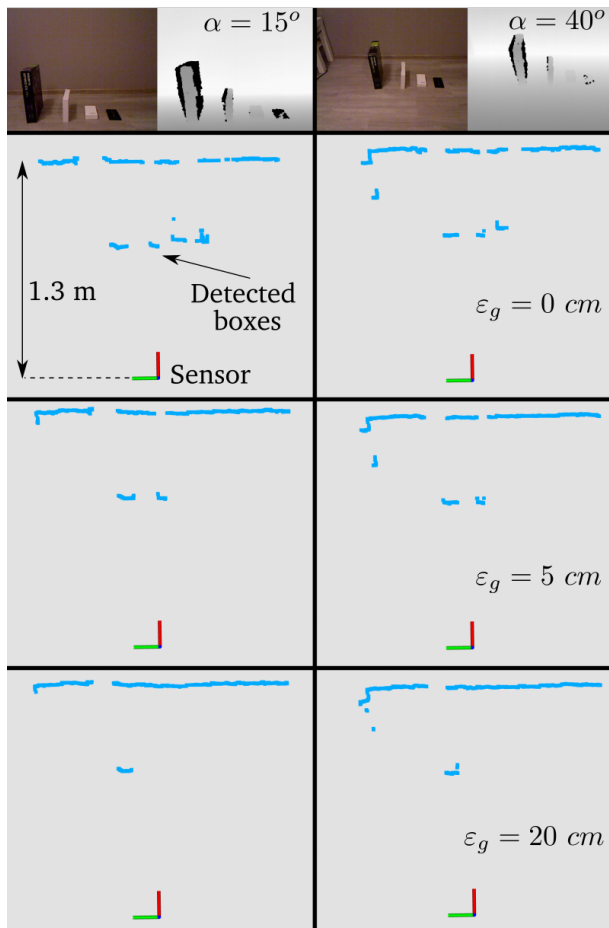 α = 15°
α = 40°
1.3 m
Detected
boxes
Sensor
ε_g = 0 cm
ε_g = 5 cm
ε_g = 20 cm